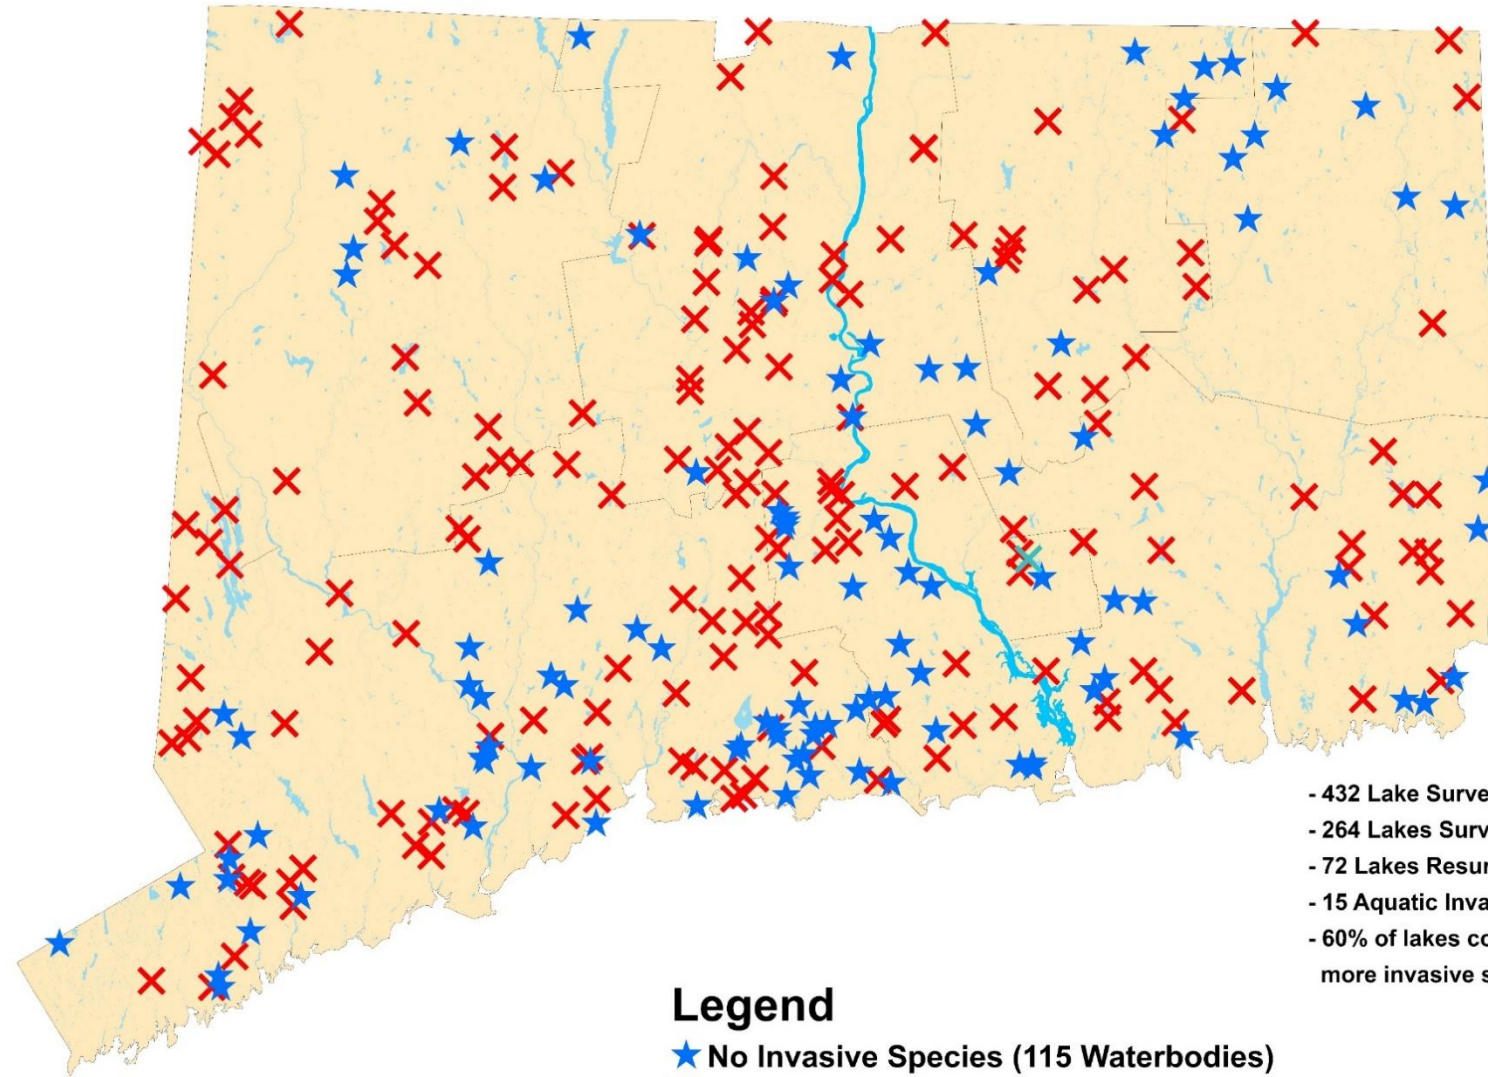 - 432 Lake Surve
- 264 Lakes Surv
- 72 Lakes Resur
- 15 Aquatic Inva
- 60% of lakes co
more invasive s
Legend
No Invasive Species (115 Waterbodies)